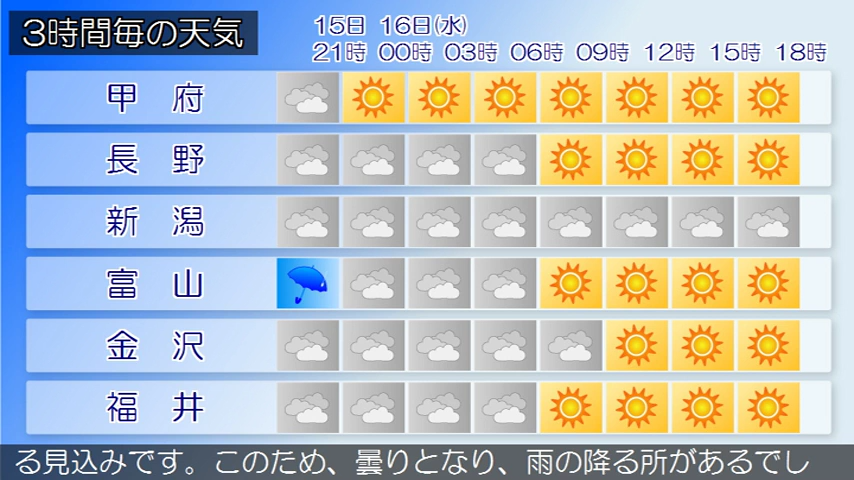 3時間毎の天気
15日 16日(水)
21時 00時 03時 06時 09時 12時 15時 18時
甲府
長野
新潟
富山
金沢
福井
る見込みです。このため、曇りとなり、雨の降る所があるでし